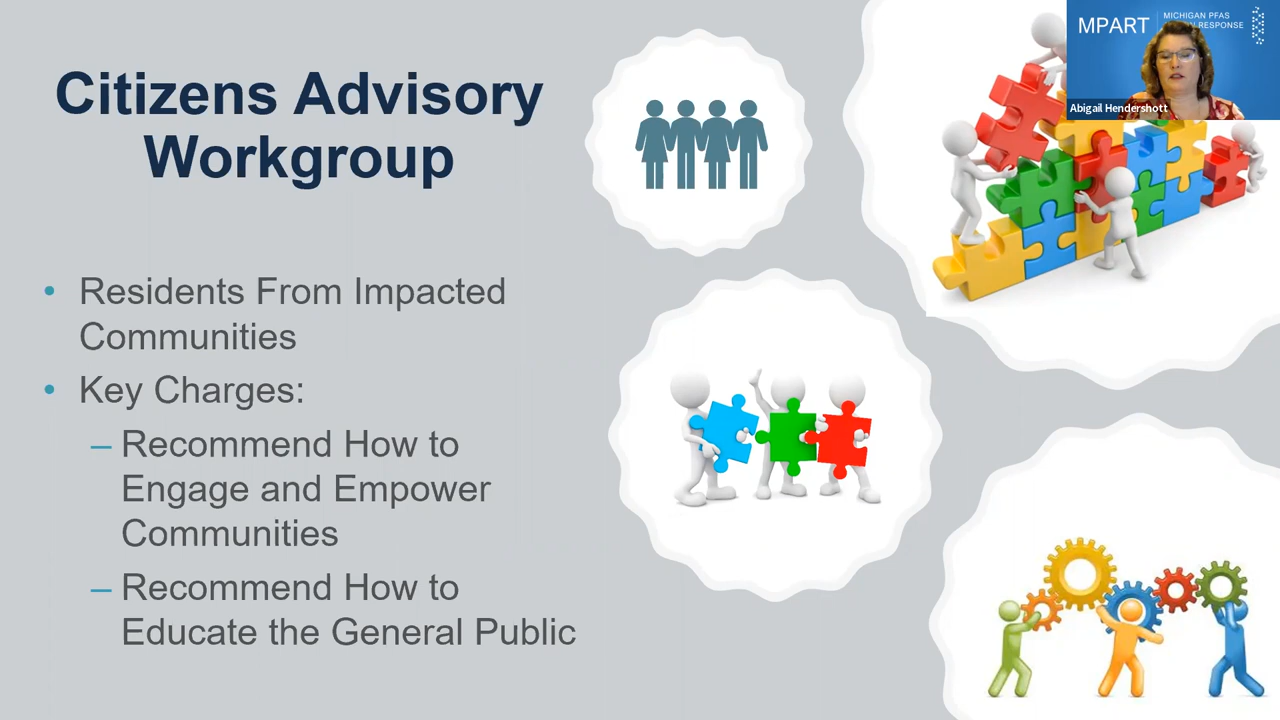 Citizens Advisory
Workgroup
• Residents From Impacted
Communities
• Key Charges:
– Recommend How to
Engage and Empower
Communities
– Recommend How to
Educate the General Public
MPART
MICHIGAN PFAS
RESPONSE
Abigail Hendershott